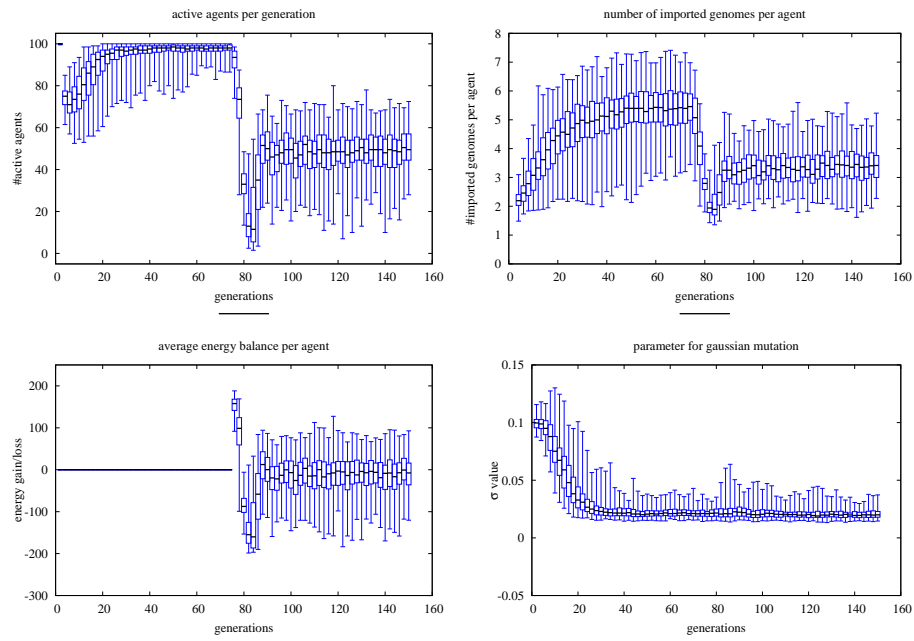 active agents per generation
#active agents
100
80
60
40
20
0
0 20 40 60 80 100 120 140 160
generations
number of imported genomes per agent
#imported genomes per agent
8
7
6
5
4
3
2
1
0
0 20 40 60 80 100 120 140 160
generations
average energy balance per agent
energy gain/loss
200
100
0
-100
-200
-300
0 20 40 60 80 100 120 140 160
generations
parameter for gaussian mutation
σ value
0.15
0.1
0.05
0
-0.05
0 20 40 60 80 100 120 140 160
generations